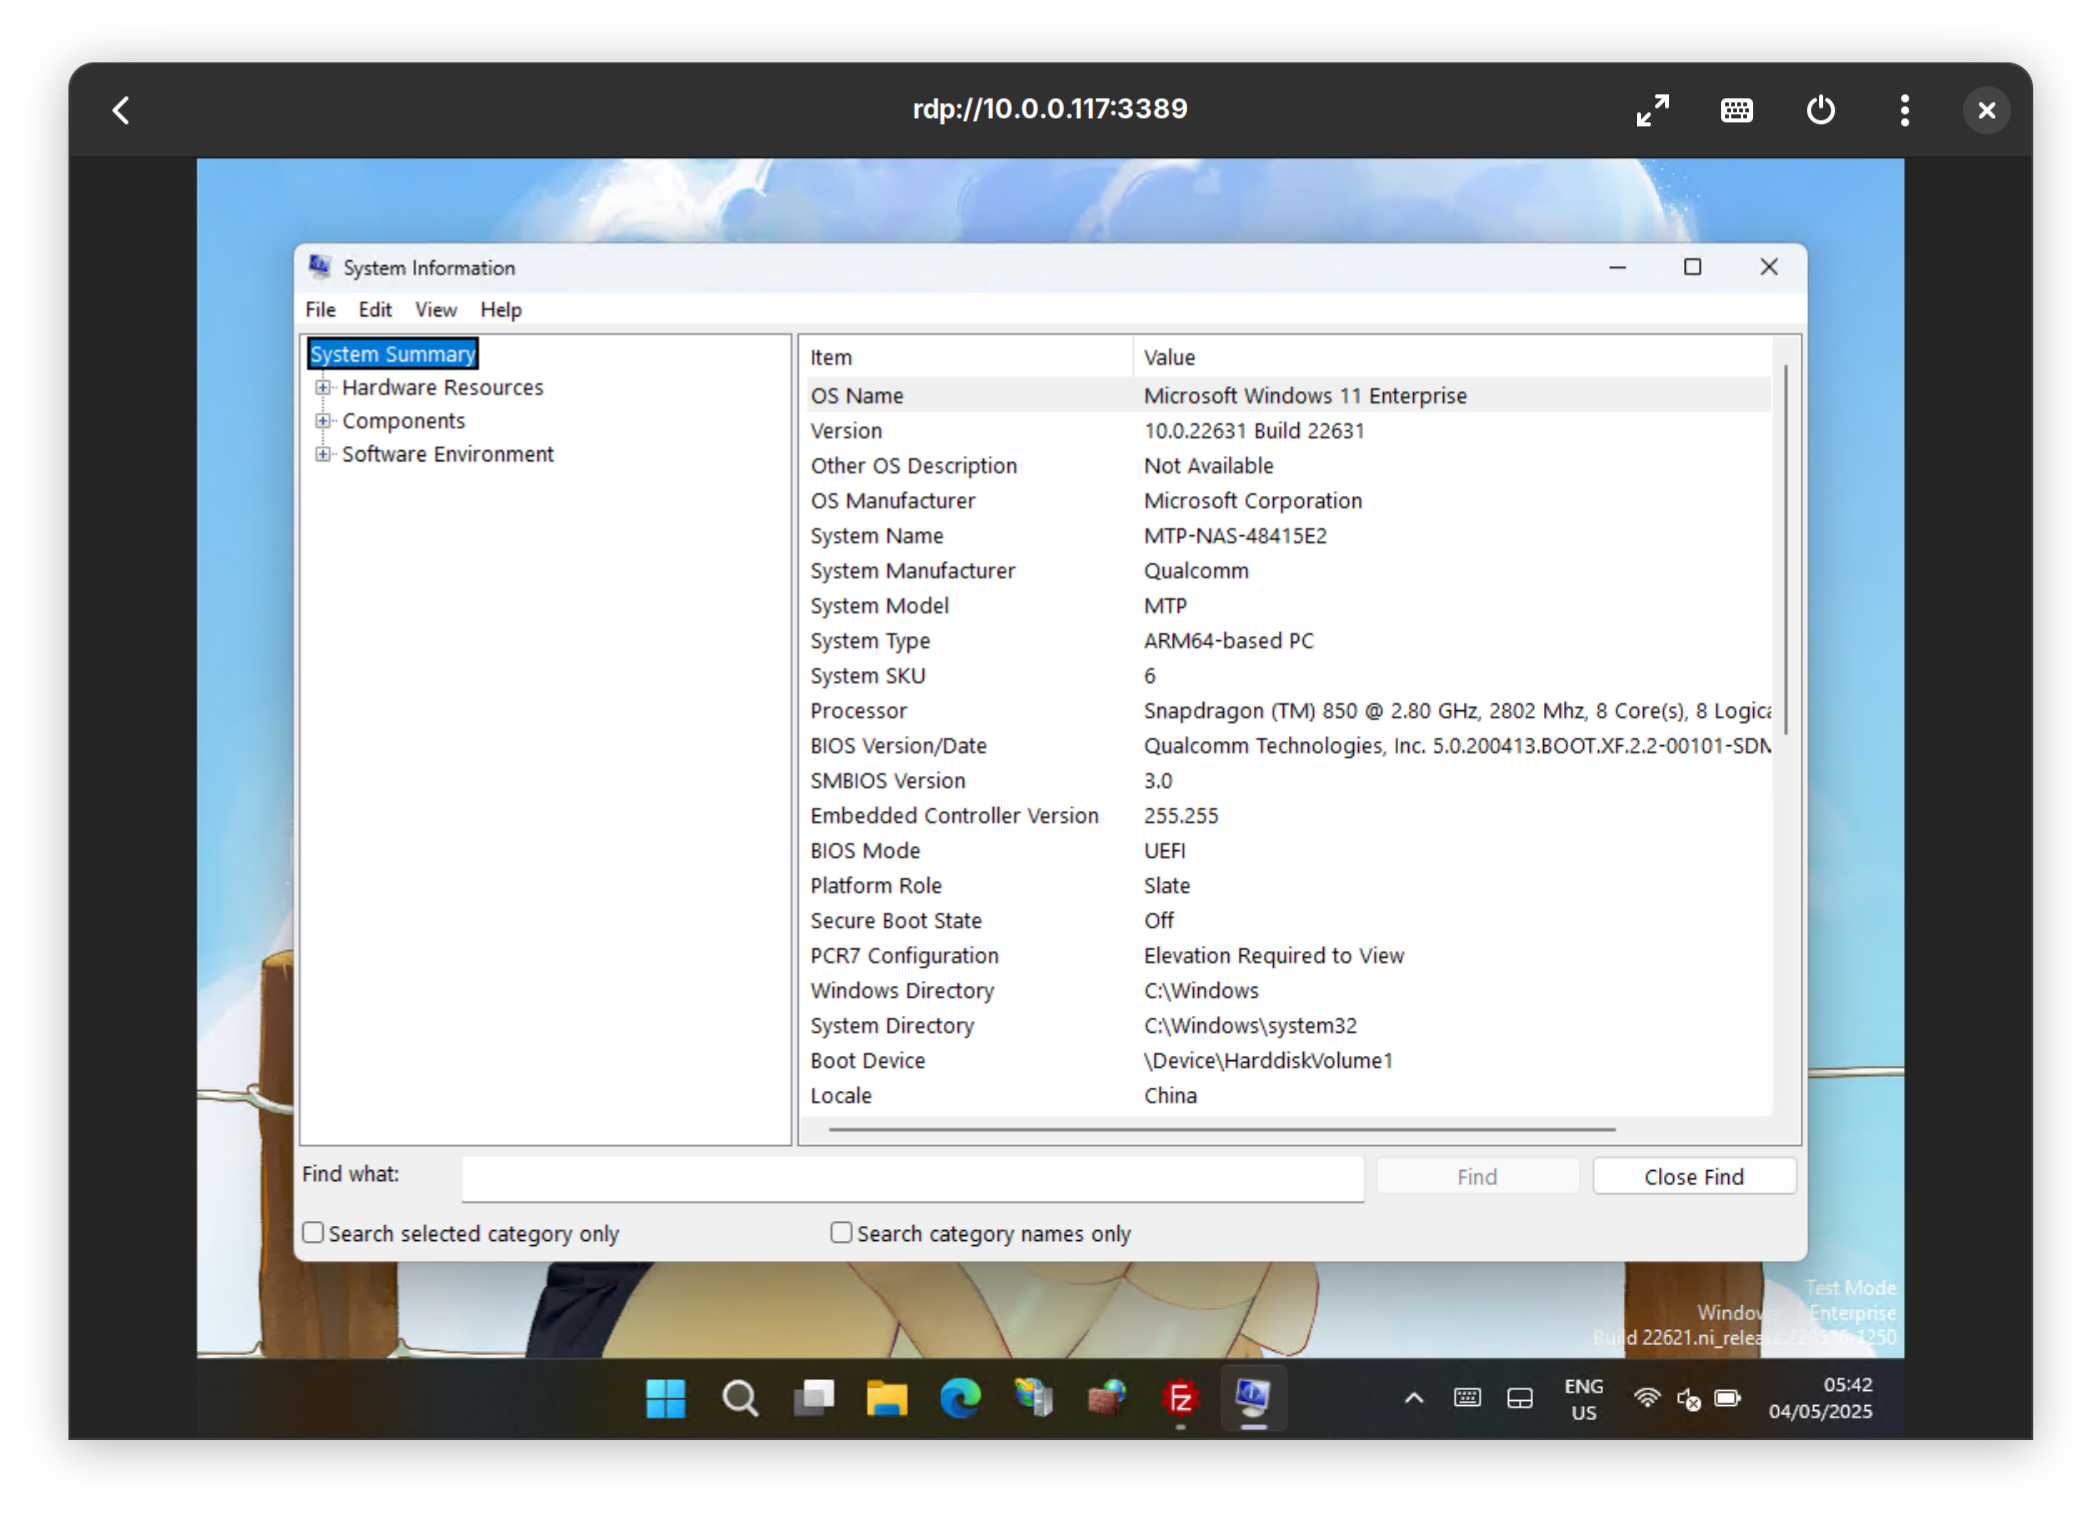 rdp://10.0.0.117:3389
System Information
File Edit View Help
System Summary
Hardware Resources
Components
Software Environment
Item Value
OS Name Microsoft Windows 11 Enterprise
Version 10.0.22631 Build 22631
Other OS Description Not Available
OS Manufacturer Microsoft Corporation
System Name MTP-NAS-48415E2
System Manufacturer Qualcomm
System Model MTP
System Type ARM64-based PC
System SKU 6
Processor Snapdragon (TM) 850 @ 2.80 GHz, 2802 Mhz, 8 Core(s), 8 Logica
BIOS Version/Date Qualcomm Technologies, Inc. 5.0.200413.BOOT.XF.2.2-00101-SDM
SMBIOS Version 3.0
Embedded Controller Version 255.255
BIOS Mode UEFI
Platform Role Slate
Secure Boot State Off
PCR7 Configuration Elevation Required to View
Windows Directory C:\Windows
System Directory C:\Windows\system32
Boot Device \Device\HarddiskVolume1
Locale China
Find what: Find Close Find
Search selected category only Search category names only
Test Mode
Windows Enterprise
Build
ENG
US
05:42
04/05/2025